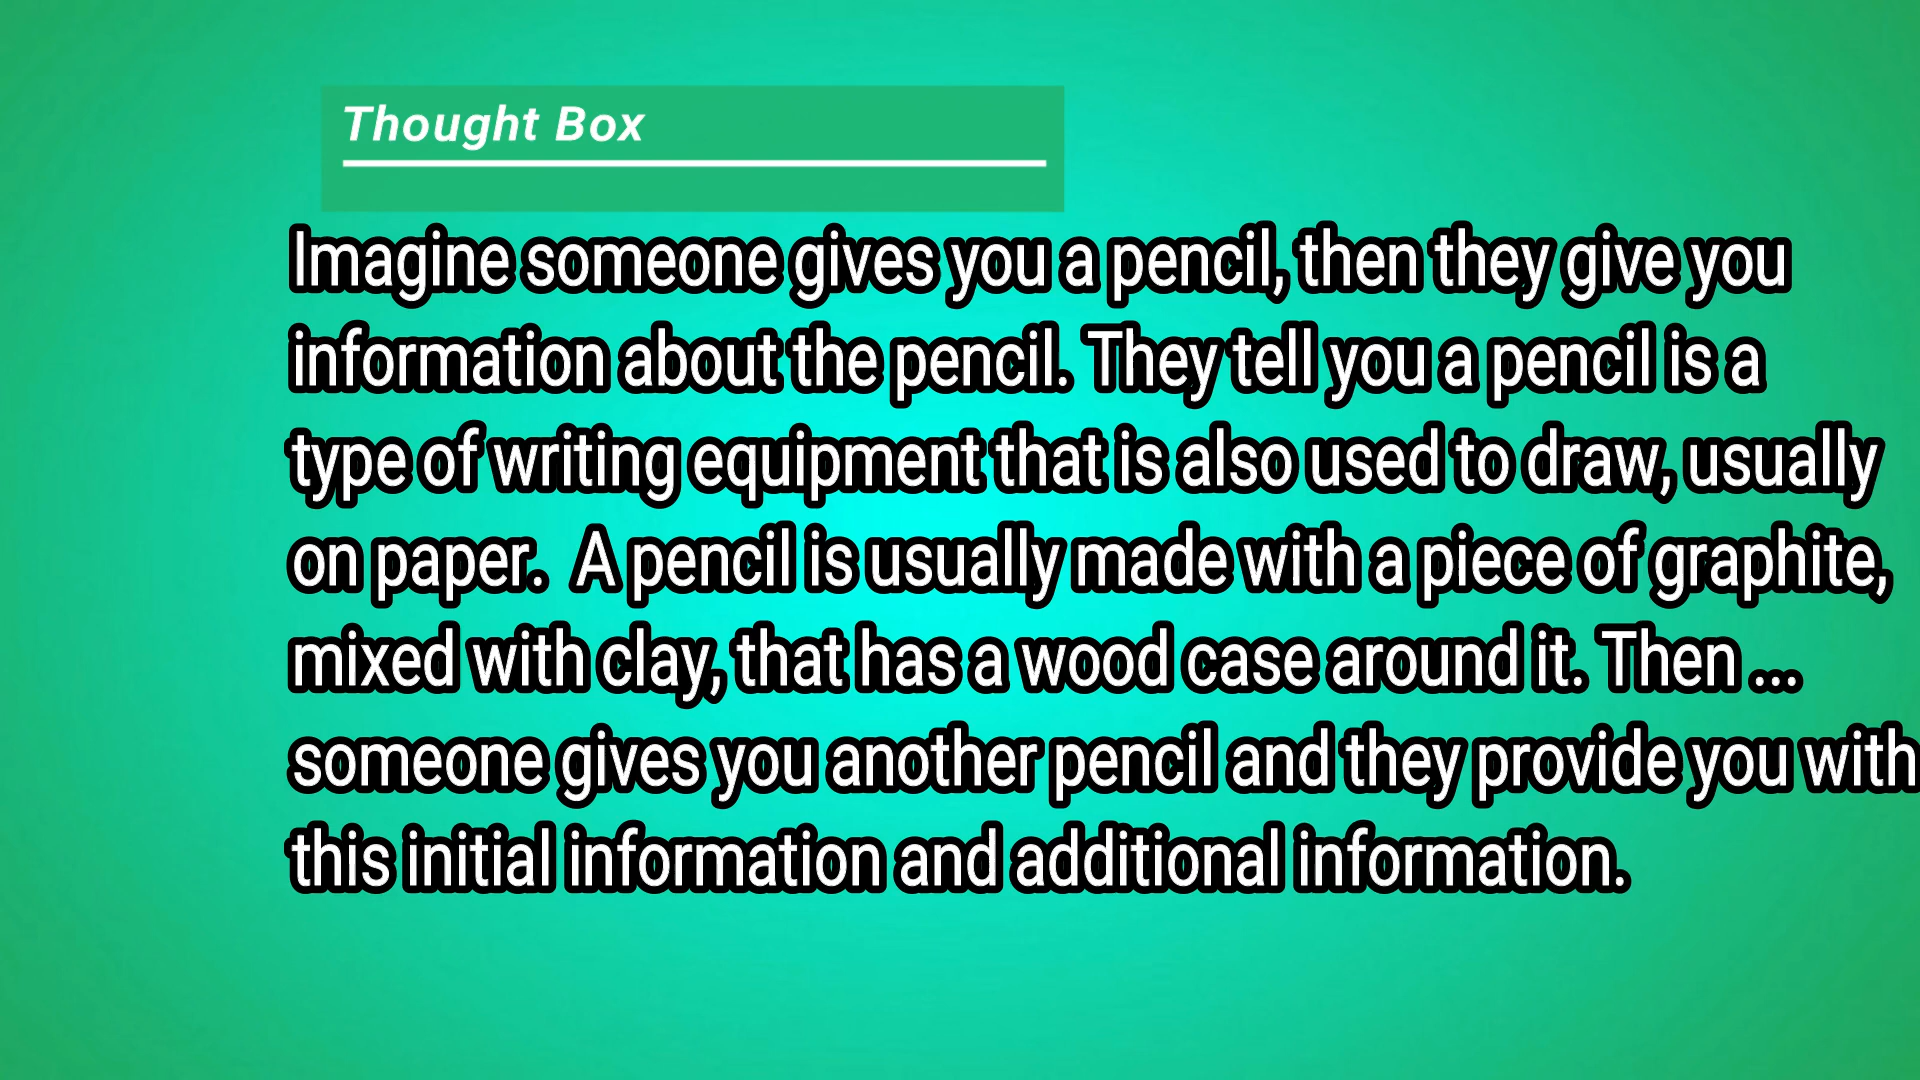 Thought Box
Imagine someone gives you a pencil, then they give you
information about the pencil. They tell you a pencil is a
type of writing equipment that is also used to draw, usually
on paper.  A pencil is usually made with a piece of graphite,
mixed with clay, that has a wood case around it. Then ...
someone gives you another pencil and they provide you with
this initial information and additional information.